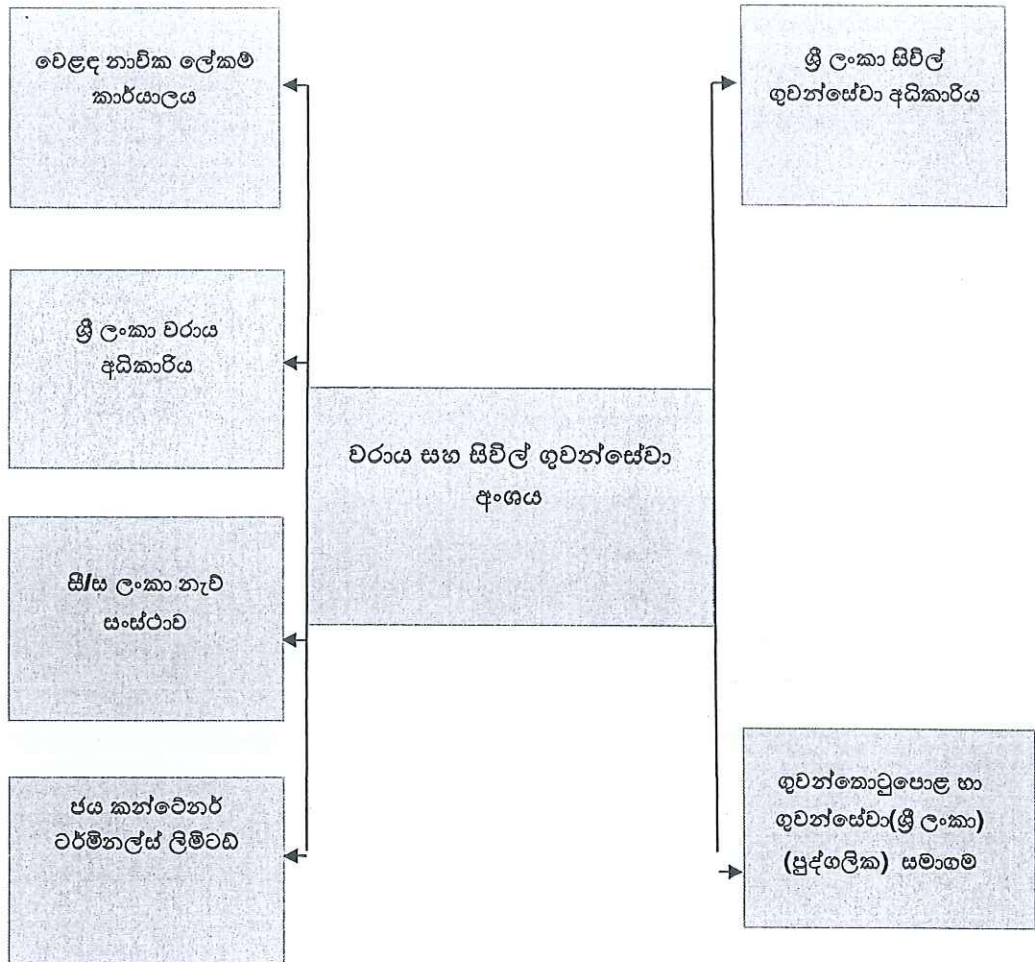 වෙළඳ නාවික ලේකම්
කාර්යාලය
ශ්‍රී ලංකා සිවිල්
ගුවන්සේවා අධිකාරිය
ශ්‍රී ලංකා වරාය
අධිකාරිය
වරාය සහ සිවිල් ගුවන්සේවා
අංශය
සී/ස ලංකා නැව්
සංස්ථාව
ජය කන්ටේනර්
ටර්මිනල්ස් ලිමිටඩ්
ගුවන්තොටුපොළ හා
ගුවන්සේවා(ශ්‍රී ලංකා)
(පුද්ගලික) සමාගම